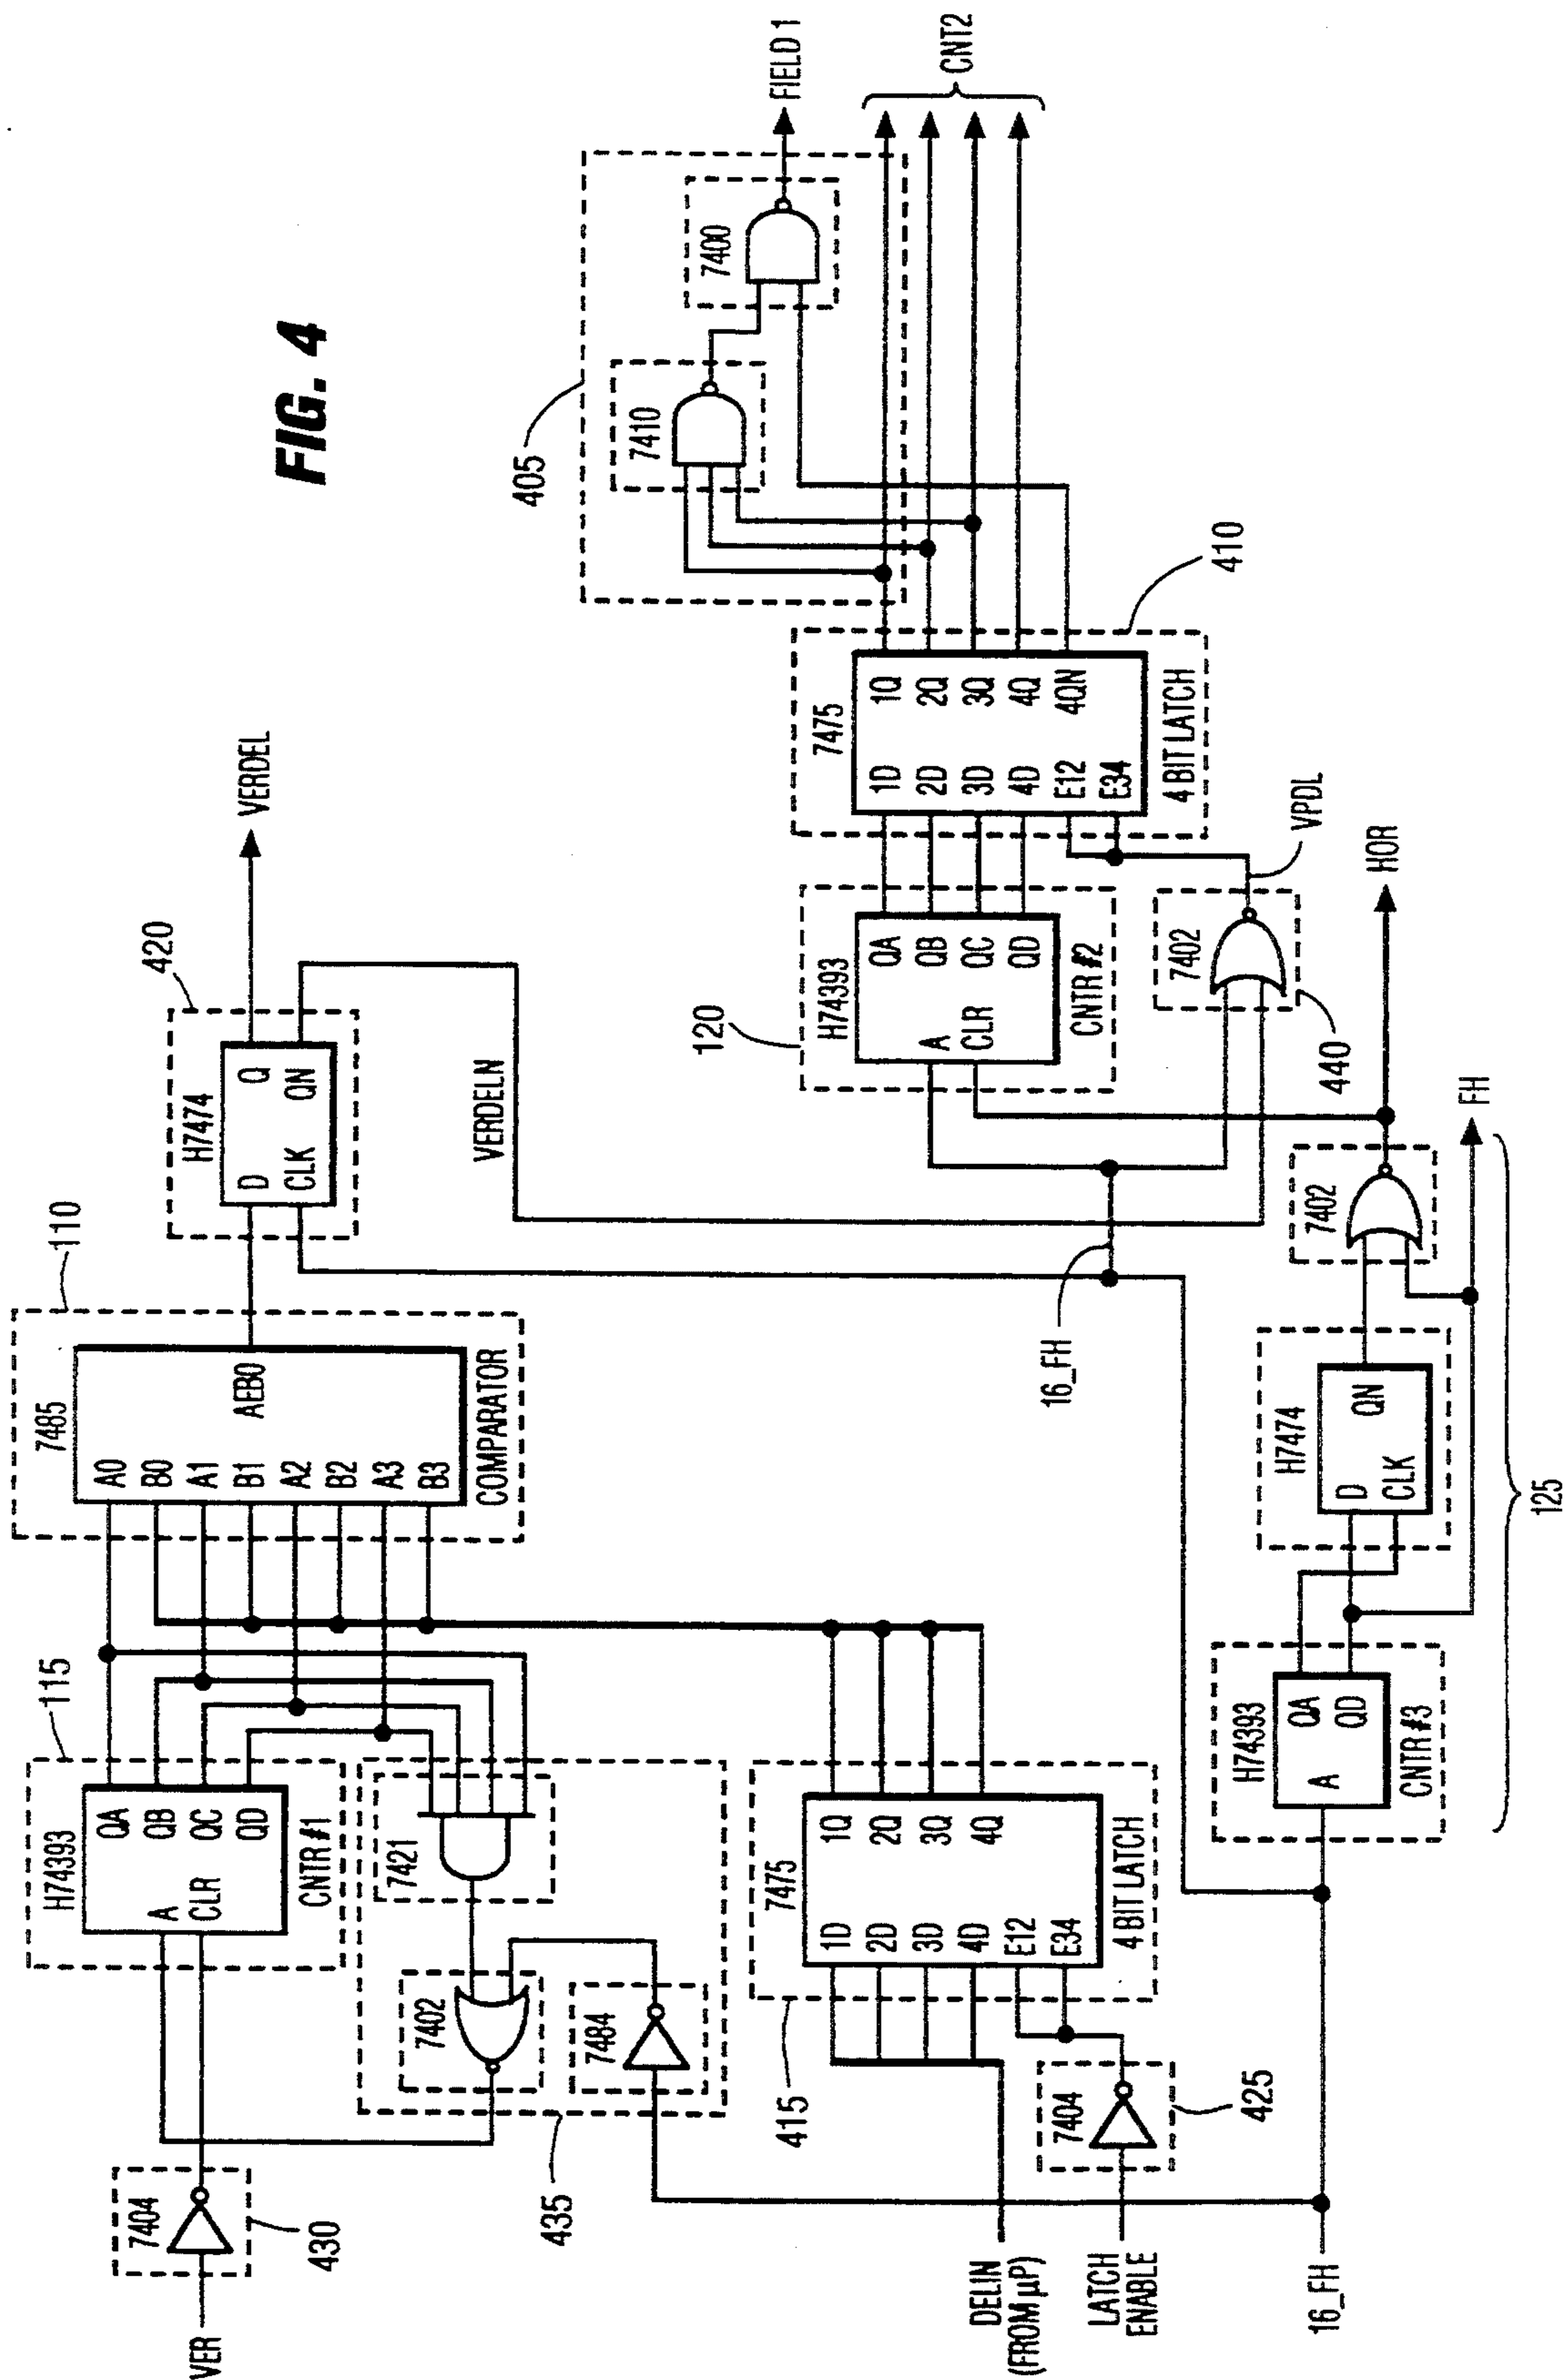 FIG. 4
VER
7404
430
H74393
A
CLR
QA
QB
QC
QD
CNTR #1
115
7421
7402
7484
435
7485
A0
B0
A1
B1
A2
B2
A3
B3
AEB0
COMPARATOR
110
H7474
D
CLK
Q
QN
420
VERDEL
VERDELN
DELIN
(FROM µP)
LATCH
ENABLE
7404
425
7475
1D
2D
3D
4D
E12
E34
1Q
2Q
3Q
4Q
4 BIT LATCH
415
16_FH
H74393
A
QA
QD
CNTR #3
H7474
D
CLK
QN
7402
125
FH
HOR
16_FH
H74393
A
CLR
QA
QB
QC
QD
CNTR #2
120
7402
440
VPDL
7475
1D
2D
3D
4D
E12
E34
1Q
2Q
3Q
4Q
4QN
4 BIT LATCH
410
405
7410
7400
FIELD 1
CNT2